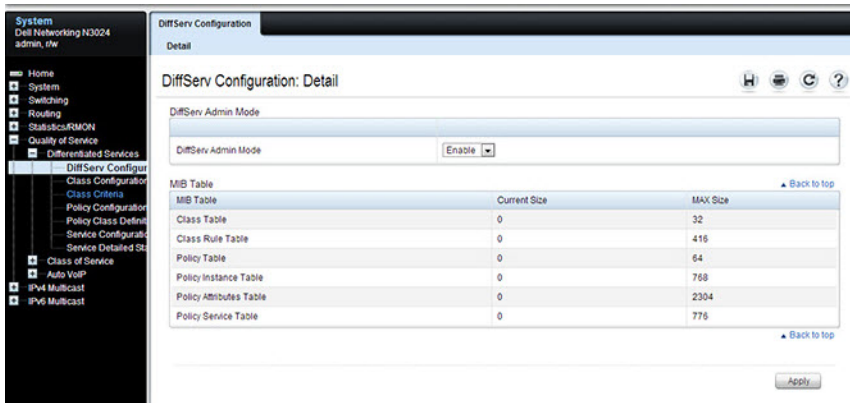 System
Dell Networking N3024
admin, r/w
Home
System
Switching
Routing
Statistics/RMON
Quality of Service
Differentiated Services
DiffServ Configur
Class Configuration
Class Criteria
Policy Configuration
Policy Class Definit
Service Configuratio
Service Detailed Sta
Class of Service
Auto VoIP
IPv4 Multicast
IPv6 Multicast
DiffServ Configuration
Detail
DiffServ Configuration: Detail
DiffServ Admin Mode
DiffServ Admin Mode Enable
MIB Table Back to top
MIB Table Current Size MAX Size
Class Table 0 32
Class Rule Table 0 416
Policy Table 0 64
Policy Instance Table 0 768
Policy Attributes Table 0 2304
Policy Service Table 0 776
Back to top
Apply